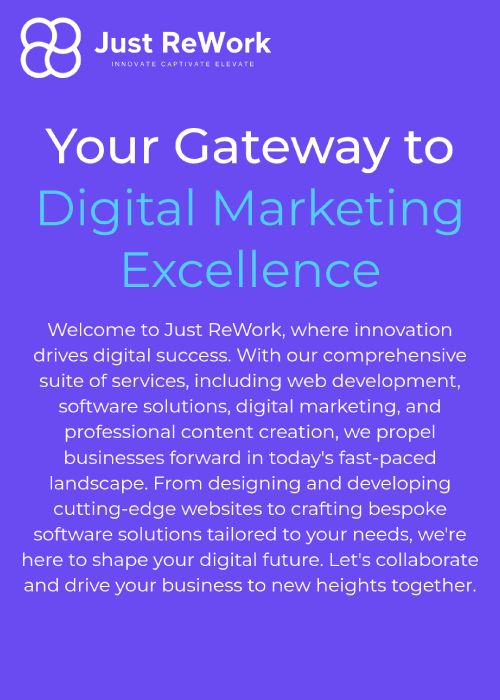 Just ReWork
INNOVATE CAPTIVATE ELEVATE
Your Gateway to
Digital Marketing
Excellence
Welcome to Just ReWork, where innovation
drives digital success. With our comprehensive
suite of services, including web development,
software solutions, digital marketing, and
professional content creation, we propel
businesses forward in today's fast-paced
landscape. From designing and developing
cutting-edge websites to crafting bespoke
software solutions tailored to your needs, we're
here to shape your digital future. Let's collaborate
and drive your business to new heights together.